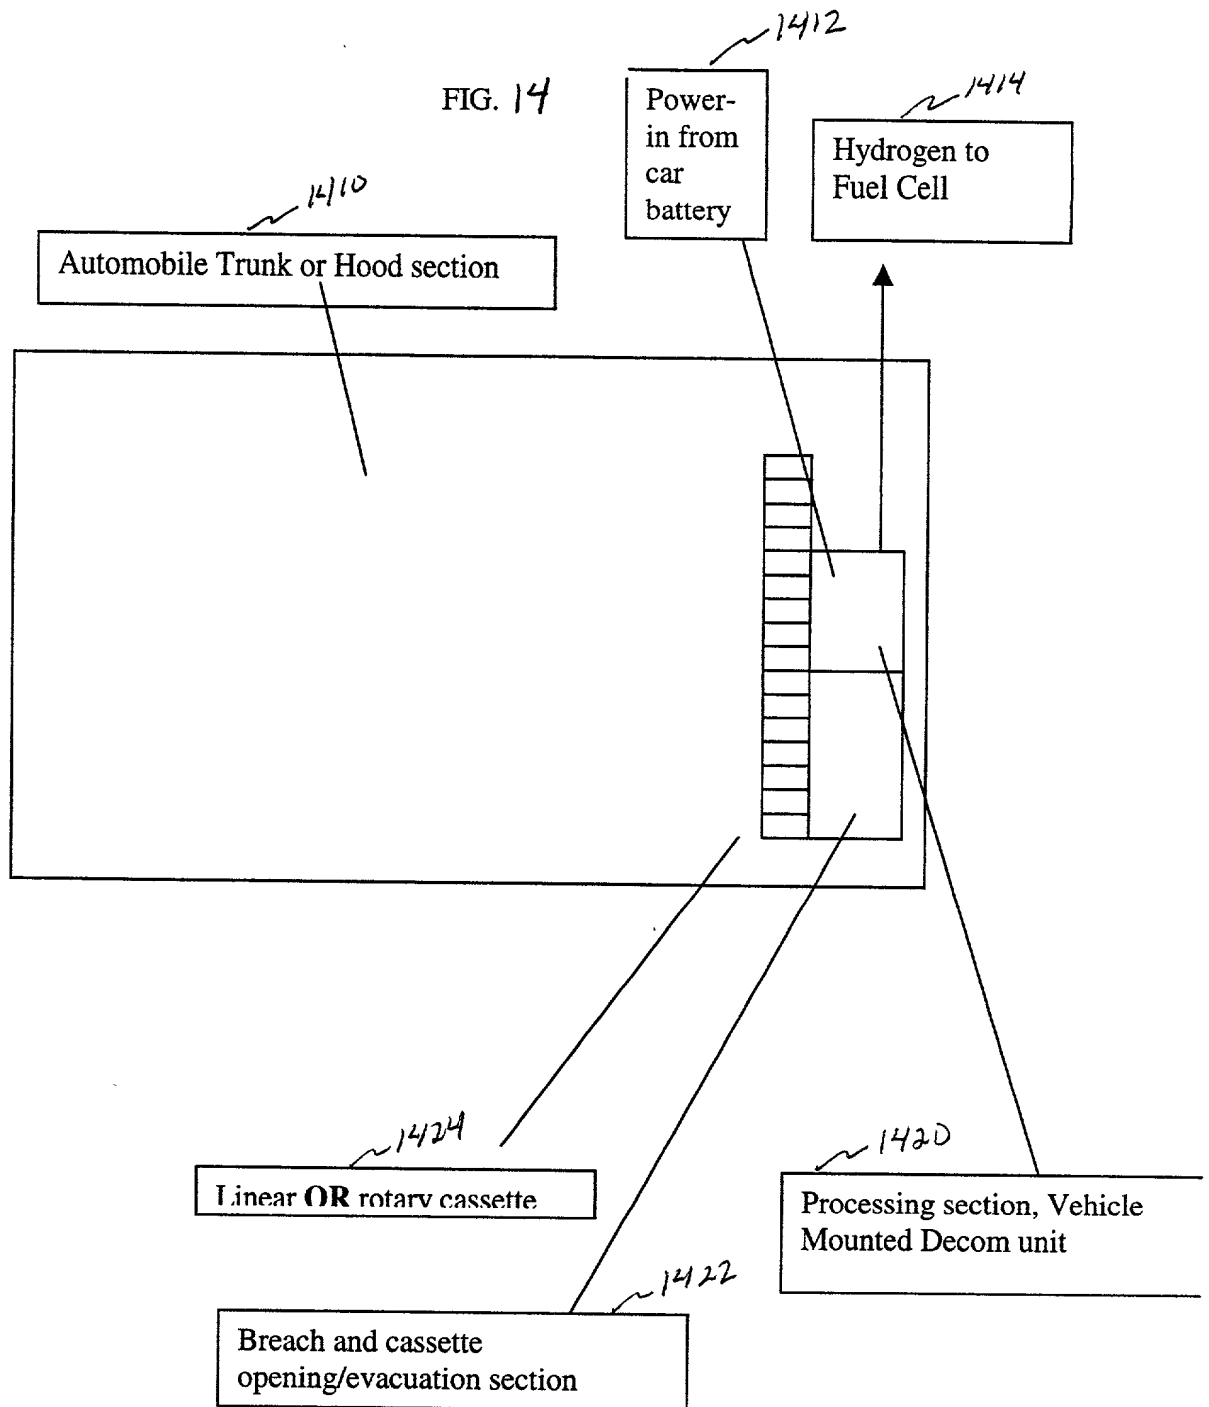 1412
FIG. 14
Power-
in from
car
battery
1414
Hydrogen to
Fuel Cell
1410
Automobile Trunk or Hood section
1424
Linear OR rotary cassette
1420
Processing section, Vehicle
Mounted Decom unit
1422
Breach and cassette
opening/evacuation section